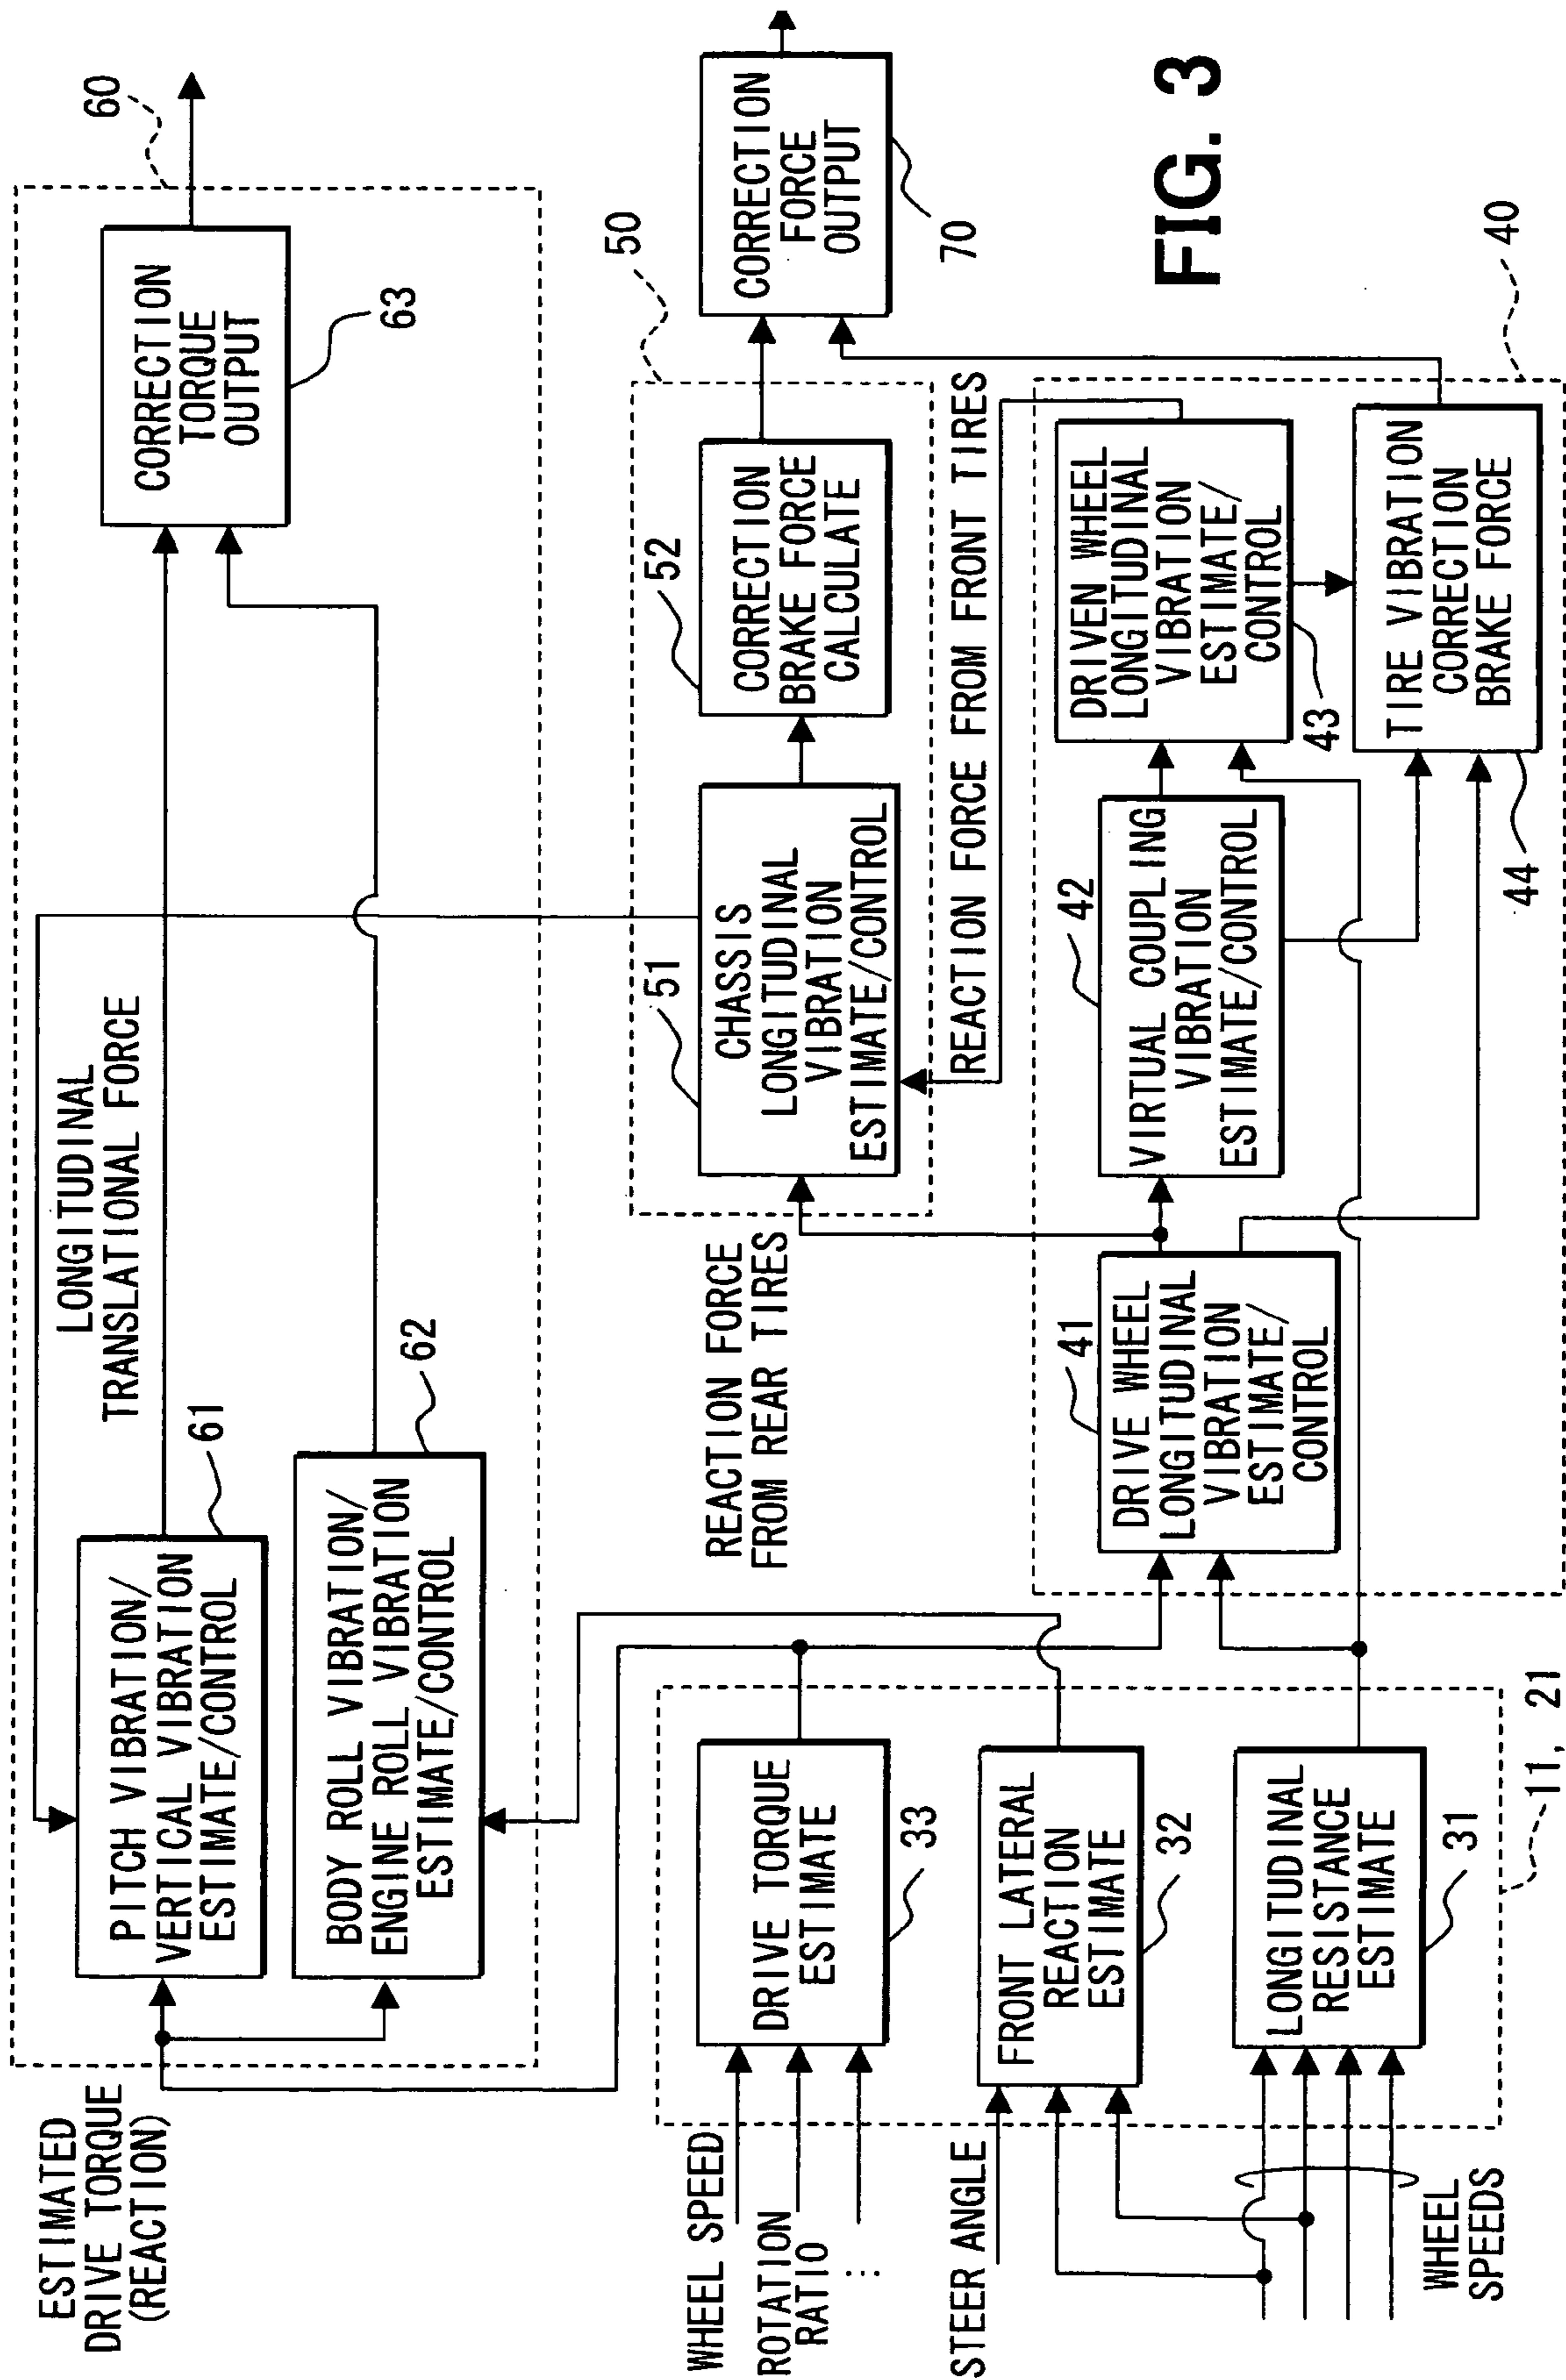 ESTIMATED
DRIVE TORQUE
(REACTION)
PITCH VIBRATION/
VERTICAL VIBRATION
ESTIMATE/CONTROL
61
LONGITUDINAL
TRANSLATIONAL FORCE
BODY ROLL VIBRATION/
ENGINE ROLL VIBRATION
ESTIMATE/CONTROL
62
CORRECTION
TORQUE
OUTPUT
63
60
WHEEL SPEED
ROTATION
RATIO
...
DRIVE TORQUE
ESTIMATE
33
STEER ANGLE
FRONT LATERAL
REACTION
ESTIMATE
32
WHEEL
SPEEDS
LONGITUDINAL
RESISTANCE
ESTIMATE
31
11, 21
REACTION FORCE
FROM REAR TIRES
51
CHASSIS
LONGITUDINAL
VIBRATION
ESTIMATE/CONTROL
52
CORRECTION
BRAKE FORCE
CALCULATE
50
CORRECTION
FORCE
OUTPUT
70
REACTION FORCE FROM FRONT TIRES
41
DRIVE WHEEL
LONGITUDINAL
VIBRATION
ESTIMATE/
CONTROL
42
VIRTUAL COUPLING
VIBRATION
ESTIMATE/CONTROL
DRIVEN WHEEL
LONGITUDINAL
VIBRATION
ESTIMATE/
CONTROL
43
TIRE VIBRATION
CORRECTION
BRAKE FORCE
44
40
FIG. 3